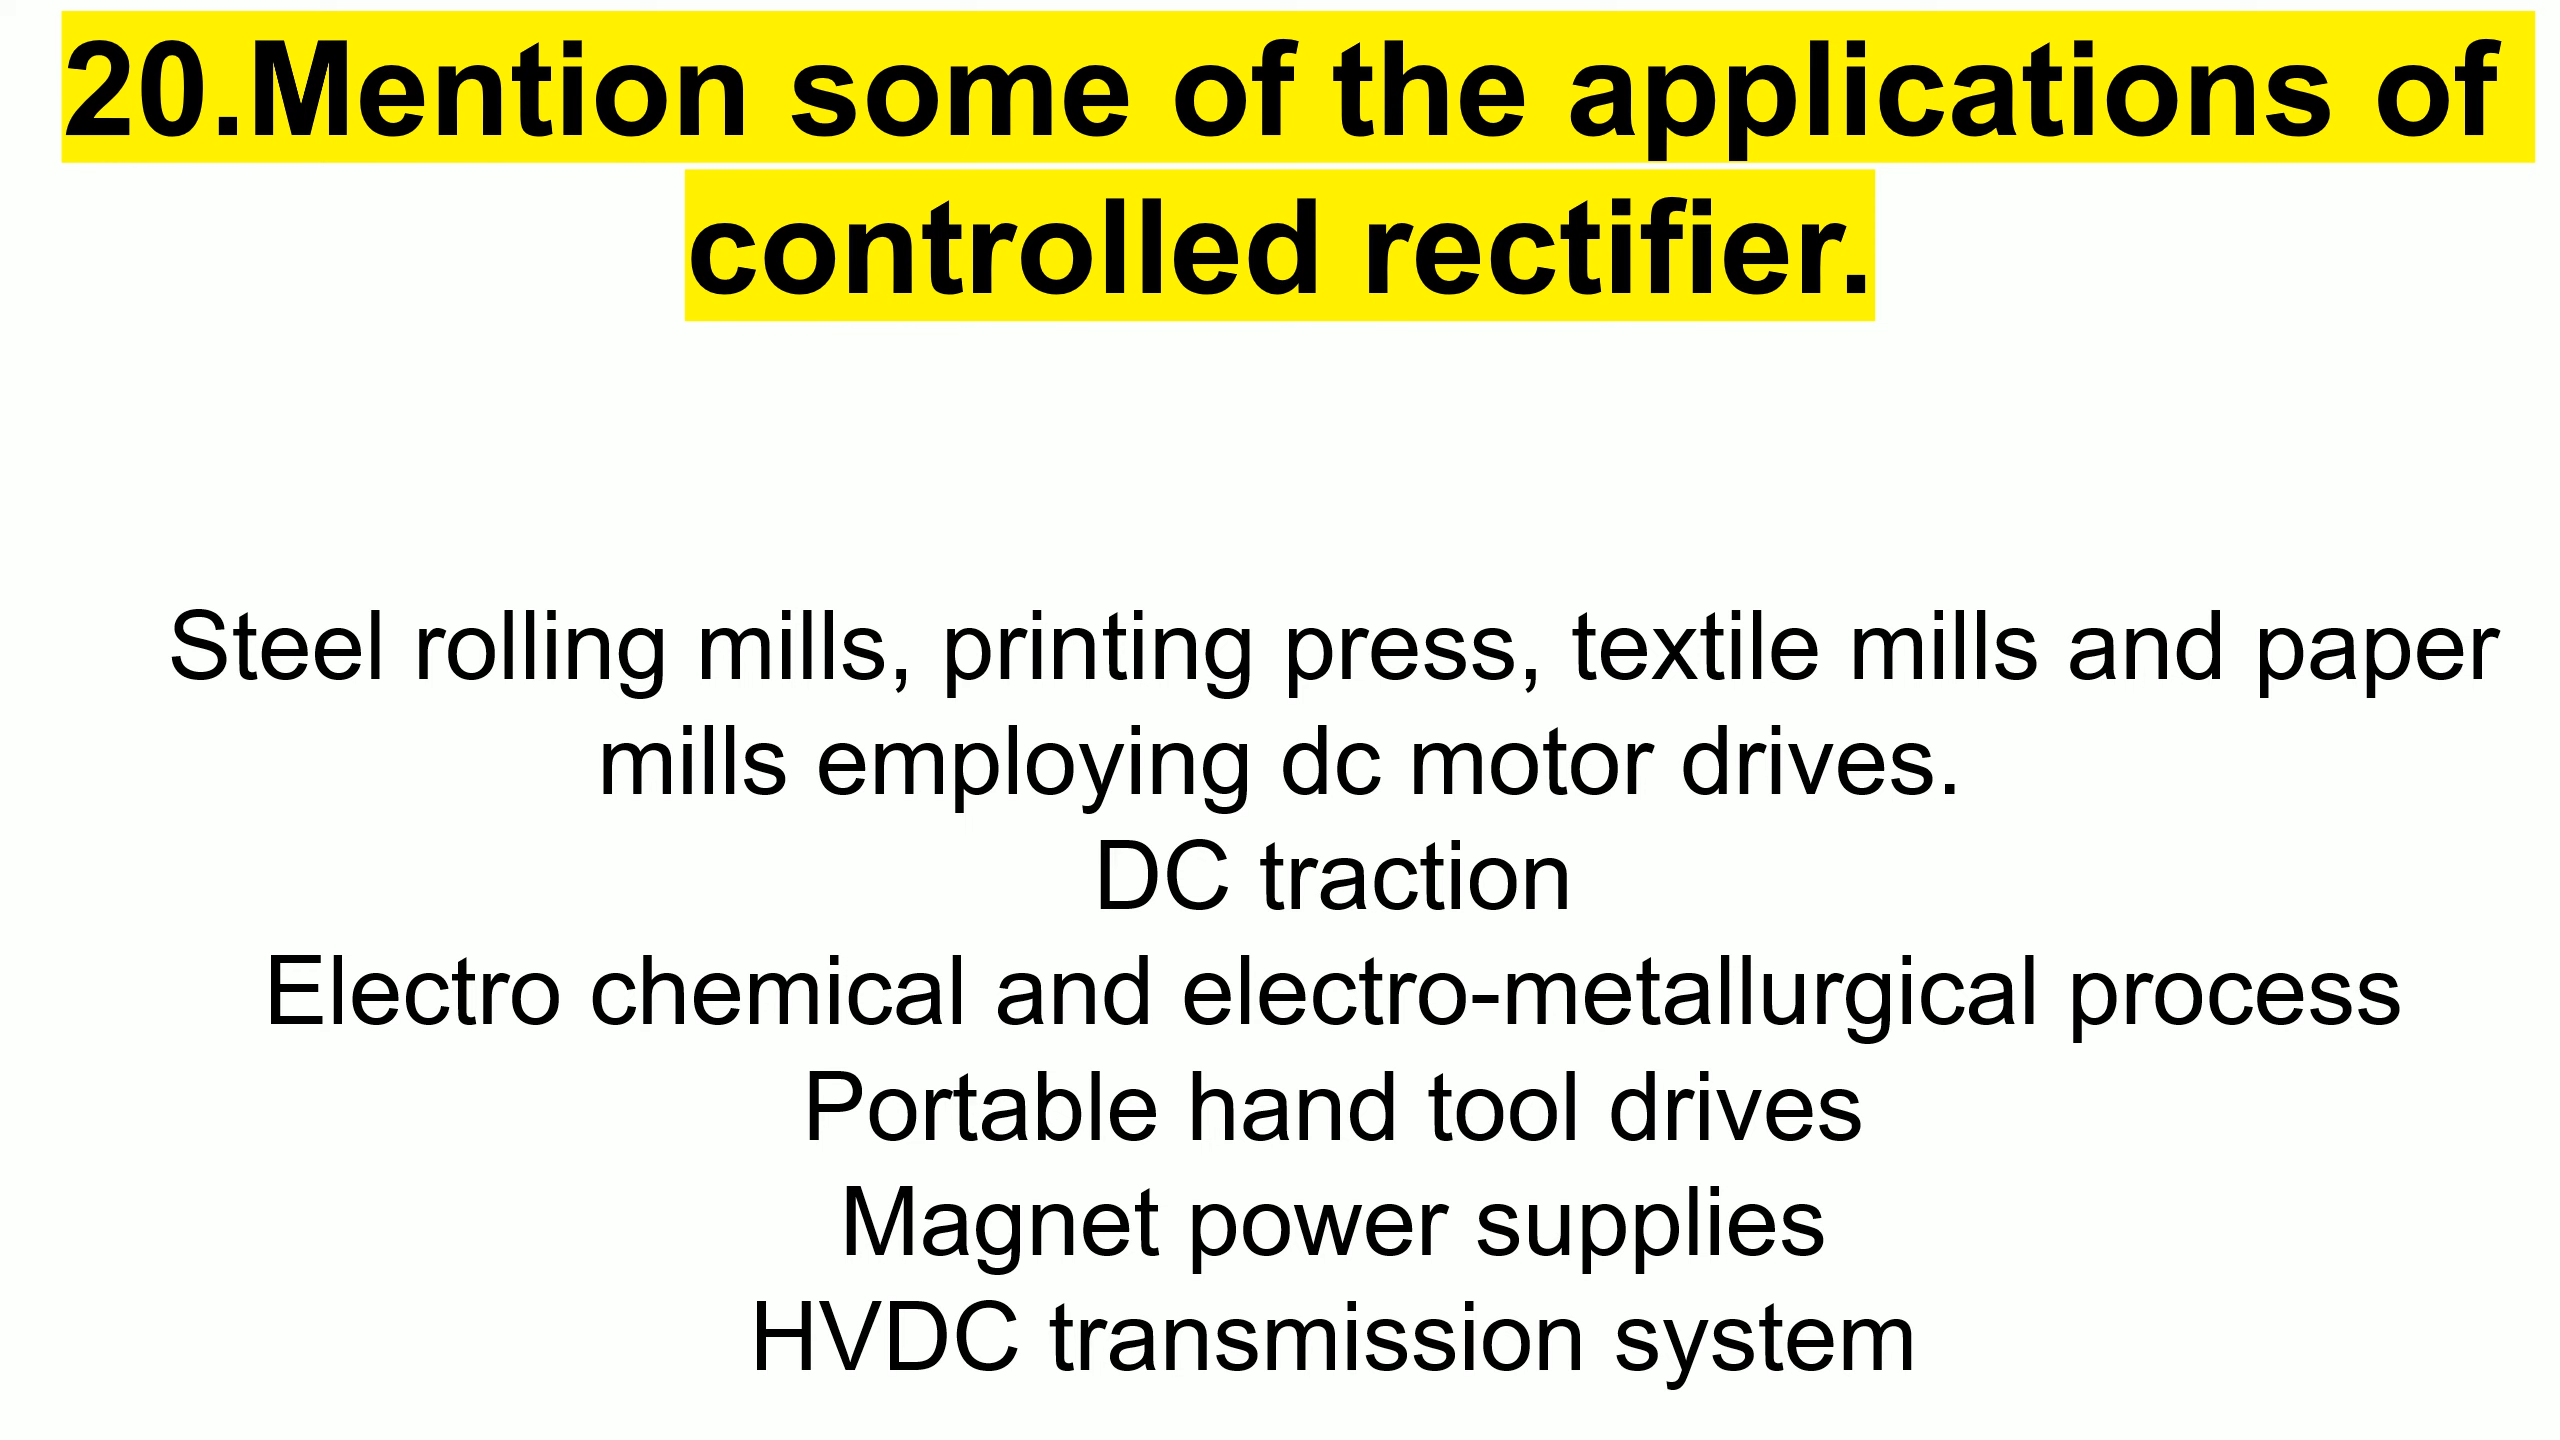 20.Mention some of the applications of
controlled rectifier.
Steel rolling mills, printing press, textile mills and paper
mills employing dc motor drives.
DC traction
Electro chemical and electro-metallurgical process
Portable hand tool drives
Magnet power supplies
HVDC transmission system